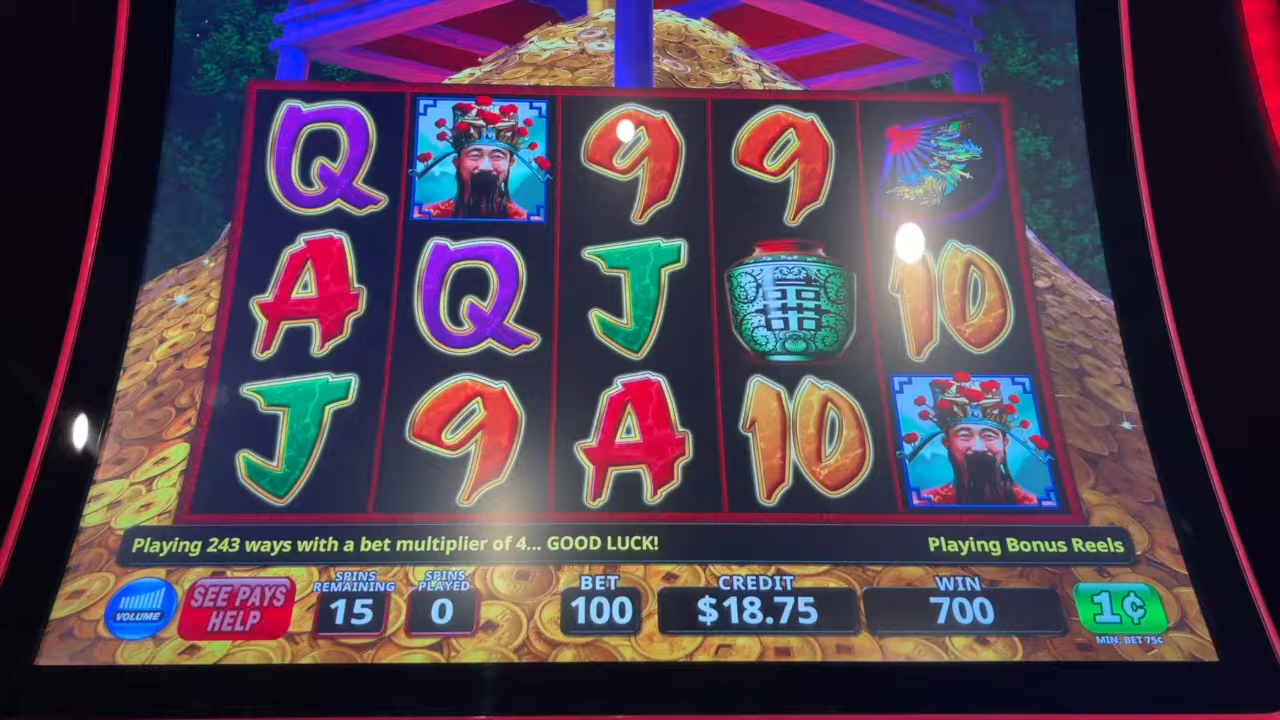 Q 9 9
A Q J 10
J 9 A 10
Playing 243 ways with a bet multiplier of 4... GOOD LUCK!
Playing Bonus Reels
VOLUME
SEE PAYS
HELP
SPINS
REMAINING
15
SPINS
PLAYED
0
BET
100
CREDIT
$18.75
WIN
700
1¢
MIN. BET 75¢